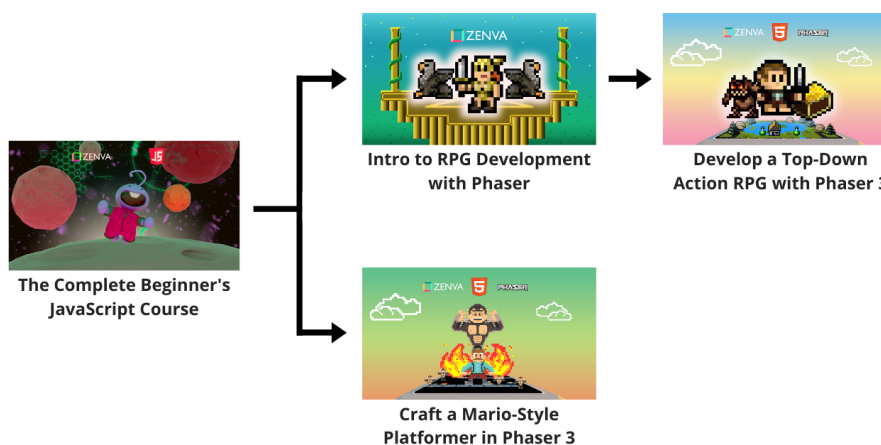 ZENVA
ZENVA
5
PHASER
Intro to RPG Development
with Phaser
Develop a Top-Down
Action RPG with Phaser 3
ZENVA
JS
The Complete Beginner's
JavaScript Course
ZENVA
5
PHASER
Craft a Mario-Style
Platformer in Phaser 3